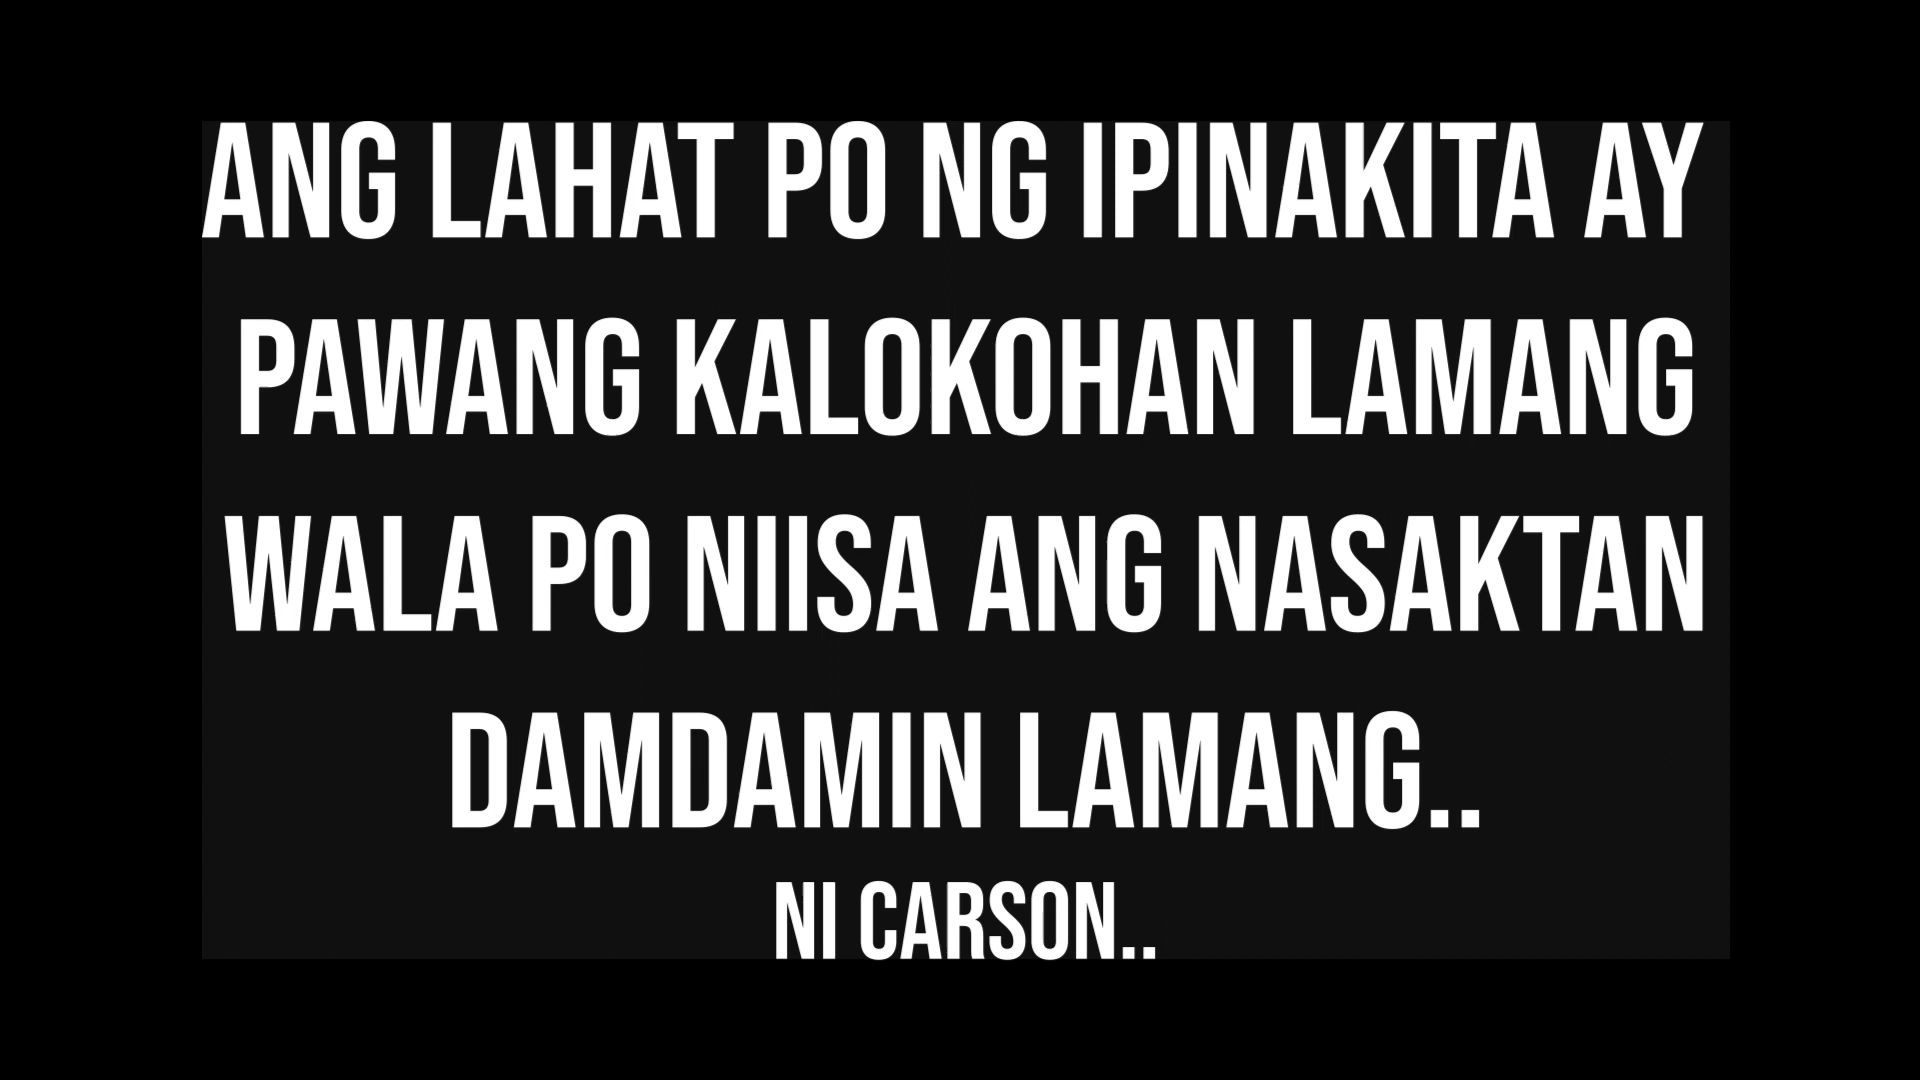 ANG LAHAT PO NG IPINAKITA AY
PAWANG KALOKOHAN LAMANG
WALA PO NIISA ANG NASAKTAN
DAMDAMIN LAMANG..
NI CARSON..